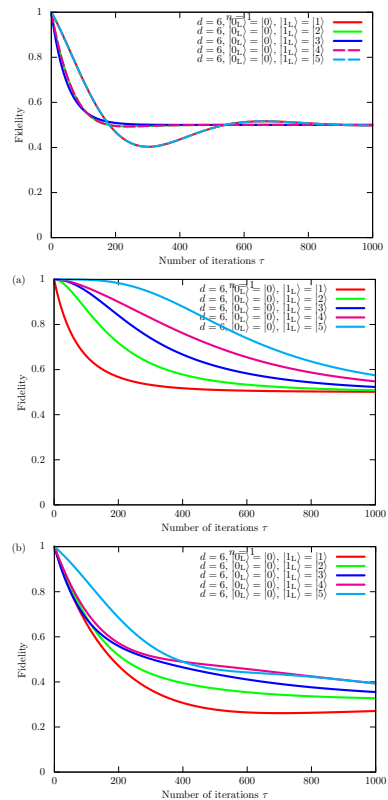 n = 1
d = 6, |0L⟩ = |0⟩, |1L⟩ = |1⟩
d = 6, |0L⟩ = |0⟩, |1L⟩ = |2⟩
d = 6, |0L⟩ = |0⟩, |1L⟩ = |3⟩
d = 6, |0L⟩ = |0⟩, |1L⟩ = |4⟩
d = 6, |0L⟩ = |0⟩, |1L⟩ = |5⟩
1
0.8
0.6
0.4
0.2
0
Fidelity
0 200 400 600 800 1000
Number of iterations τ
(a)
n = 1
d = 6, |0L⟩ = |0⟩, |1L⟩ = |1⟩
d = 6, |0L⟩ = |0⟩, |1L⟩ = |2⟩
d = 6, |0L⟩ = |0⟩, |1L⟩ = |3⟩
d = 6, |0L⟩ = |0⟩, |1L⟩ = |4⟩
d = 6, |0L⟩ = |0⟩, |1L⟩ = |5⟩
1
0.8
0.6
0.4
0.2
0
Fidelity
0 200 400 600 800 1000
Number of iterations τ
(b)
n = 1
d = 6, |0L⟩ = |0⟩, |1L⟩ = |1⟩
d = 6, |0L⟩ = |0⟩, |1L⟩ = |2⟩
d = 6, |0L⟩ = |0⟩, |1L⟩ = |3⟩
d = 6, |0L⟩ = |0⟩, |1L⟩ = |4⟩
d = 6, |0L⟩ = |0⟩, |1L⟩ = |5⟩
1
0.8
0.6
0.4
0.2
0
Fidelity
0 200 400 600 800 1000
Number of iterations τ